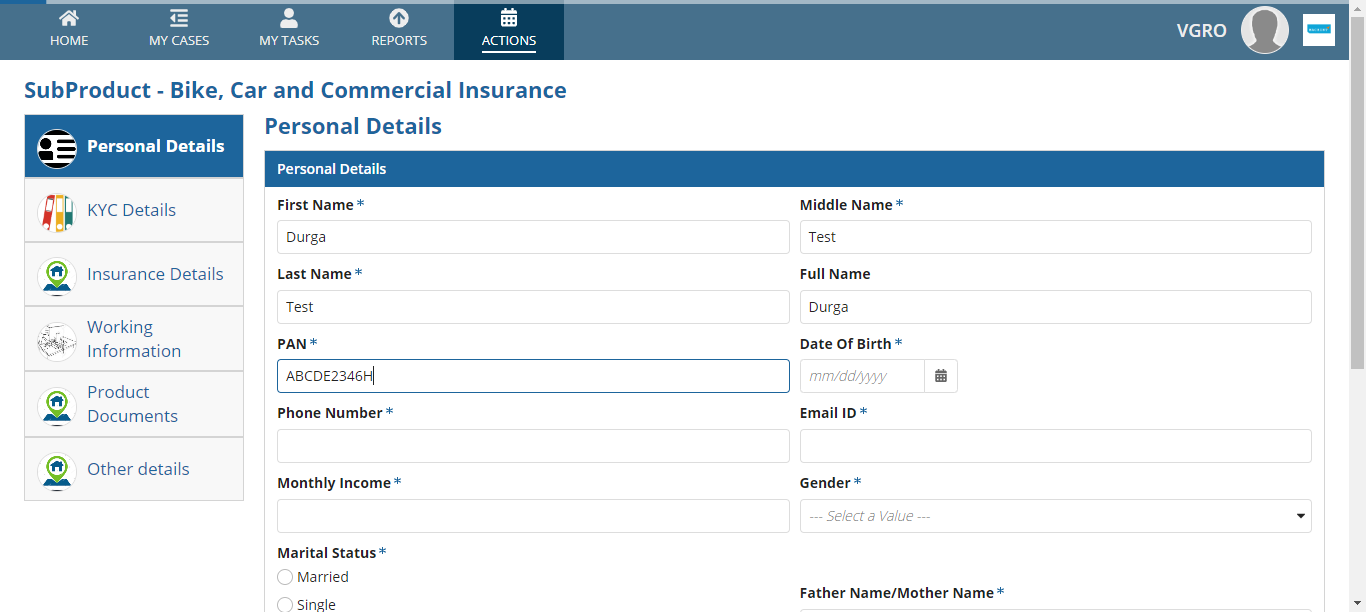 HOME
MY CASES
MY TASKS
REPORTS
ACTIONS
VGRO
SubProduct - Bike, Car and Commercial Insurance
Personal Details
KYC Details
Insurance Details
Working
Information
Product
Documents
Other details
Personal Details
Personal Details
First Name *
Durga
Middle Name *
Test
Last Name *
Test
Full Name
Durga
PAN *
ABCDE2346H
Date Of Birth *
mm/dd/yyyy
Phone Number *
Email ID *
Monthly Income *
Gender *
--- Select a Value ---
Marital Status *
Married
Single
Father Name/Mother Name *